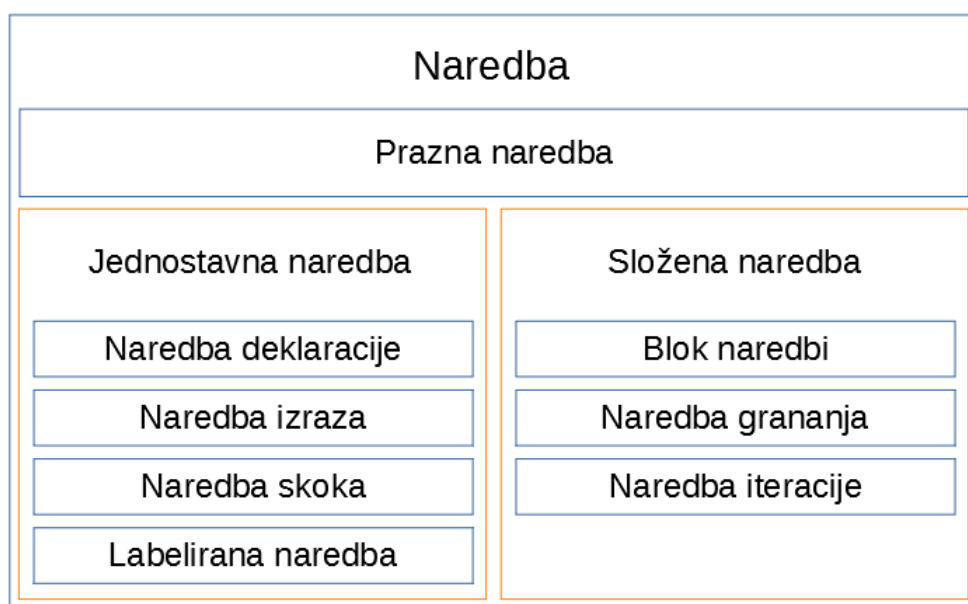 Naredba
Prazna naredba
Jednostavna naredba
Naredba deklaracije
Naredba izraza
Naredba skoka
Labelirana naredba
Složena naredba
Blok naredbi
Naredba grananja
Naredba iteracije